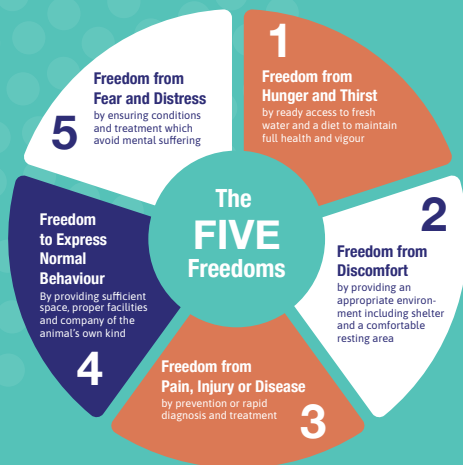 The
FIVE
Freedoms
1
Freedom from
Hunger and Thirst
by ready access to fresh
water and a diet to maintain
full health and vigour
2
Freedom from
Discomfort
by providing an
appropriate environ-
ment including shelter
and a comfortable
resting area
Freedom from
Pain, Injury or Disease
by prevention or rapid
diagnosis and treatment
3
Freedom
to Express
Normal
Behaviour
By providing sufficient
space, proper facilities
and company of the
animal's own kind
4
Freedom from
Fear and Distress
5
by ensuring conditions
and treatment which
avoid mental suffering